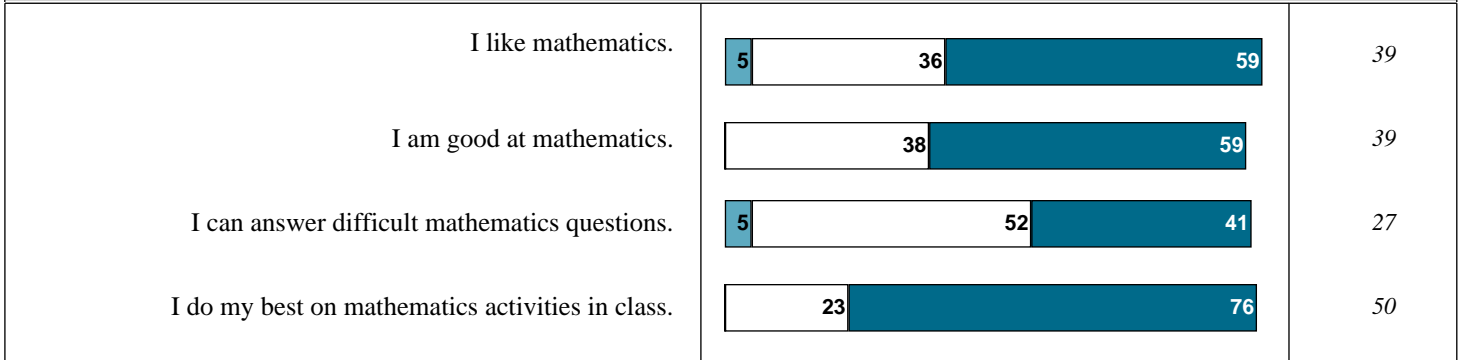 I like mathematics. 5 36 59 39
I am good at mathematics. 38 59 39
I can answer difficult mathematics questions. 5 52 41 27
I do my best on mathematics activities in class. 23 76 50